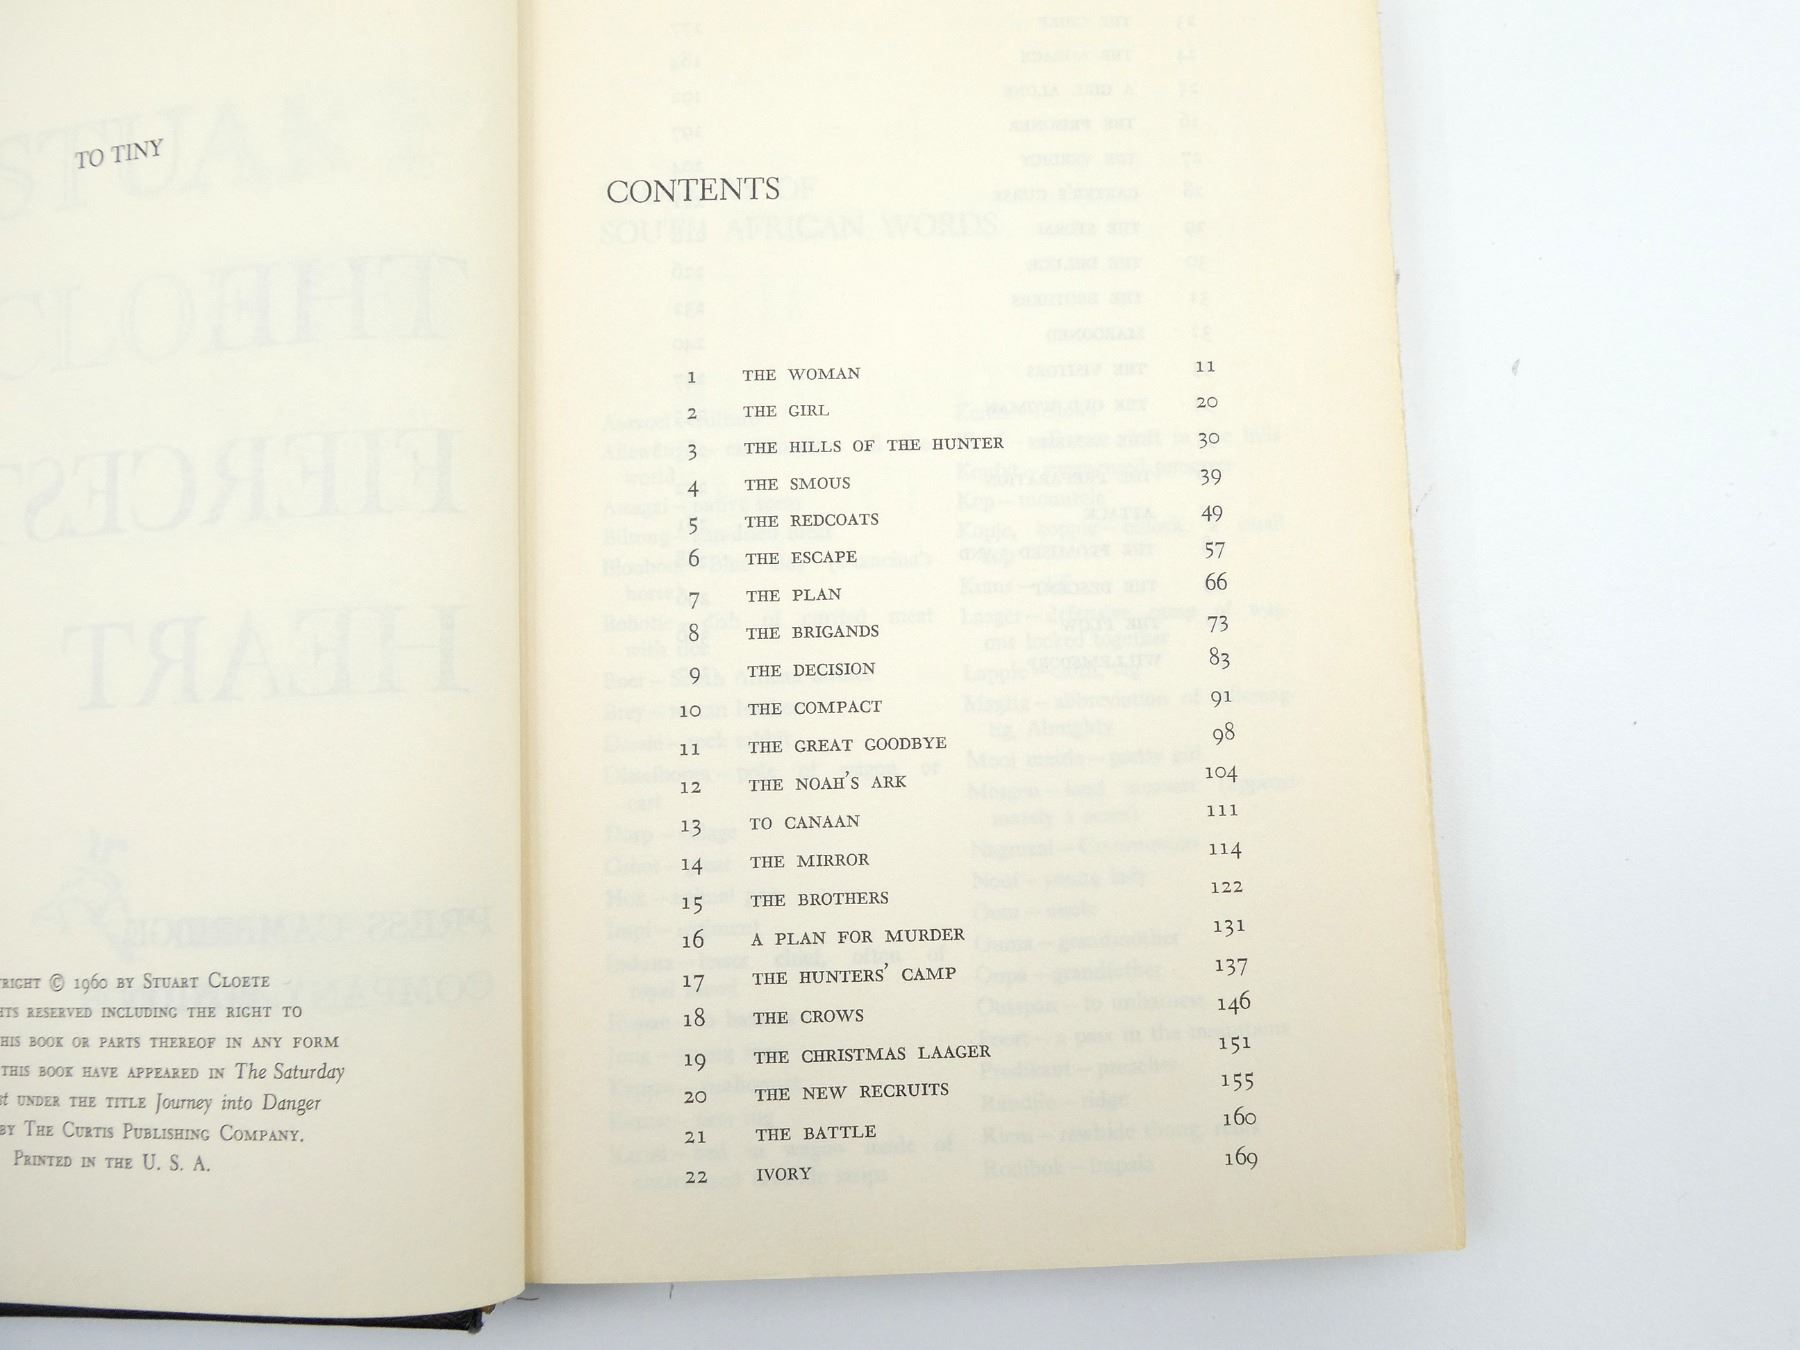 TO TINY
© 1960 BY STUART CLOETE
RESERVED INCLUDING THE RIGHT TO
BOOK OR PARTS THEREOF IN ANY FORM
THIS BOOK HAVE APPEARED IN The Saturday
UNDER THE TITLE Journey into Danger
BY THE CURTIS PUBLISHING COMPANY.
PRINTED IN THE U. S. A.
CONTENTS
1 THE WOMAN 11
2 THE GIRL 20
3 THE HILLS OF THE HUNTER 30
4 THE SMOUS 39
5 THE REDCOATS 49
6 THE ESCAPE 57
7 THE PLAN 66
8 THE BRIGANDS 73
9 THE DECISION 83
10 THE COMPACT 91
11 THE GREAT GOODBYE 98
12 THE NOAH'S ARK 104
13 TO CANAAN 111
14 THE MIRROR 114
15 THE BROTHERS 122
16 A PLAN FOR MURDER 131
17 THE HUNTERS' CAMP 137
18 THE CROWS 146
19 THE CHRISTMAS LAAGER 151
20 THE NEW RECRUITS 155
21 THE BATTLE 160
22 IVORY 169